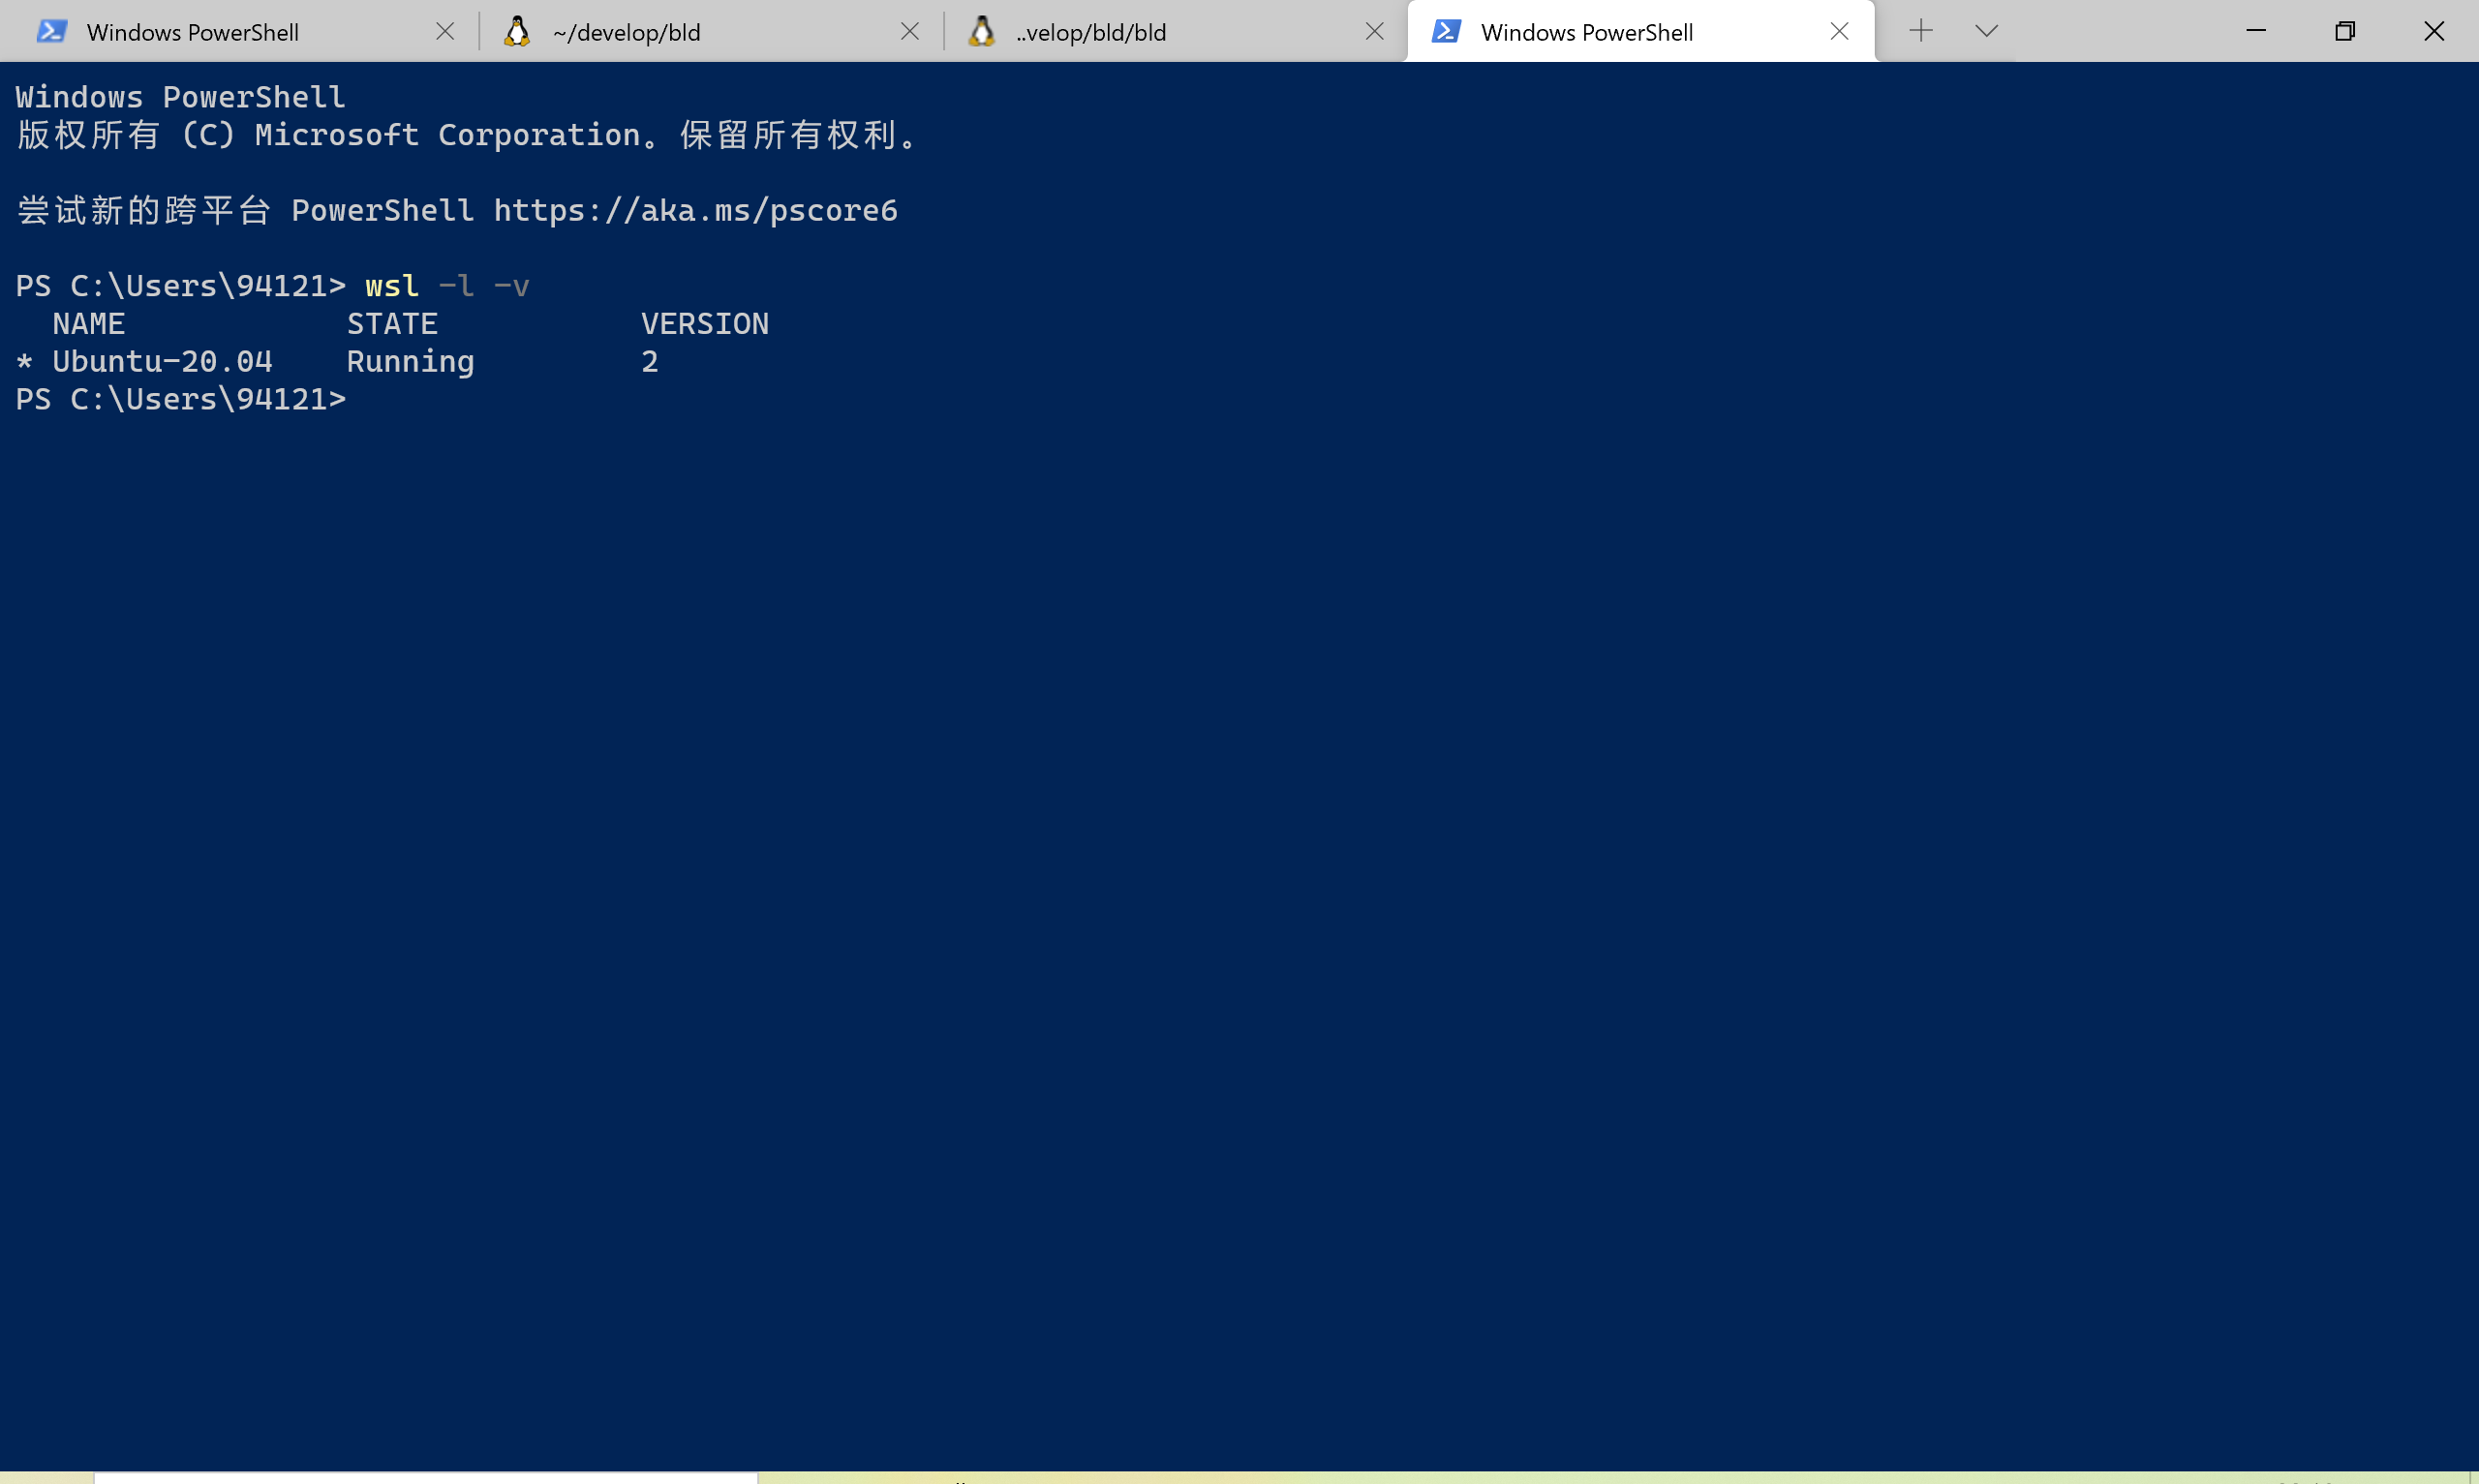 Windows PowerShell
~/develop/bld
..velop/bld/bld
Windows PowerShell
Windows PowerShell
版权所有 (C) Microsoft Corporation。保留所有权利。
尝试新的跨平台 PowerShell https://aka.ms/pscore6
PS C:\Users\94121> wsl -l -v
  NAME            STATE           VERSION
* Ubuntu-20.04    Running         2
PS C:\Users\94121>